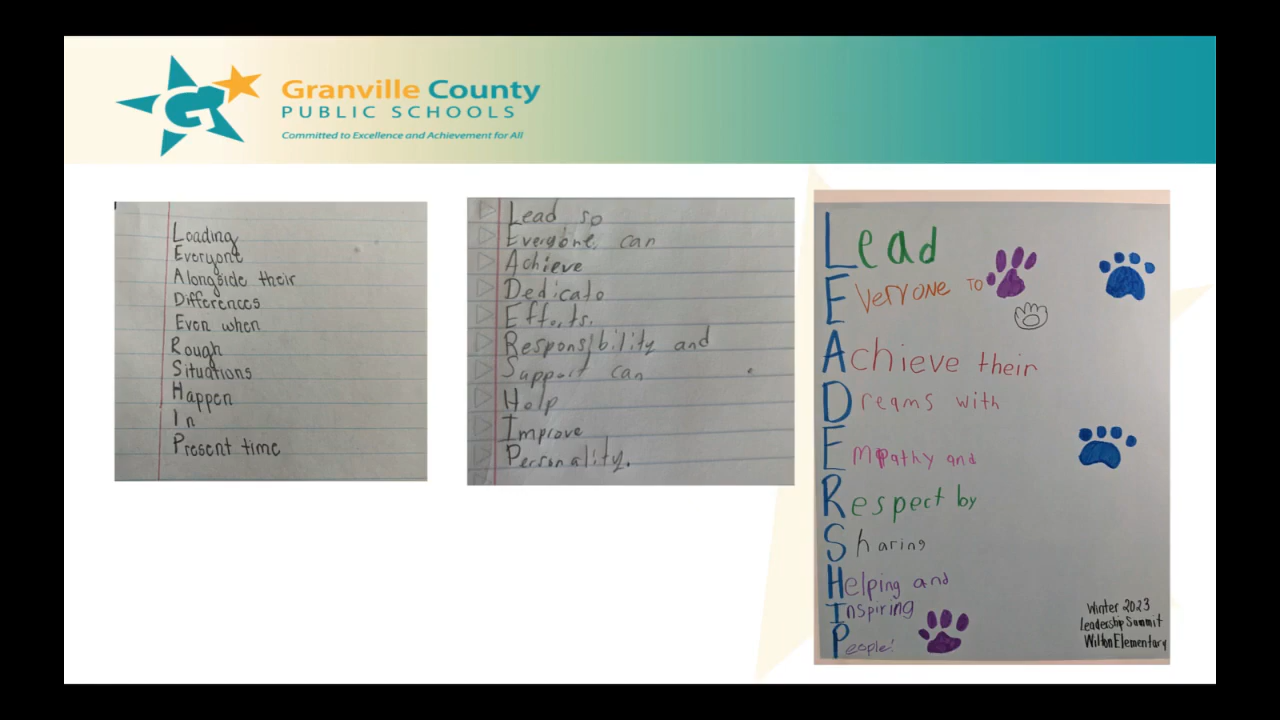 Granville County
PUBLIC SCHOOLS
Committed to Excellence and Achievement for All
Loading
Everyone
Alongside their
Differences
Even when
Rough
Situations
Happen
In
Present time
Lead so
Everyone can
Achieve
Dedicato
Efforts.
Responsibility and
Support can
Help
Improve
Personality.
Lead
Everyone to
Achieve their
Dreams with
Empathy and
Respect by
Sharing
Helping and
Inspiring
People!
Winter 2023
Leadership Summit
Wilton Elementary